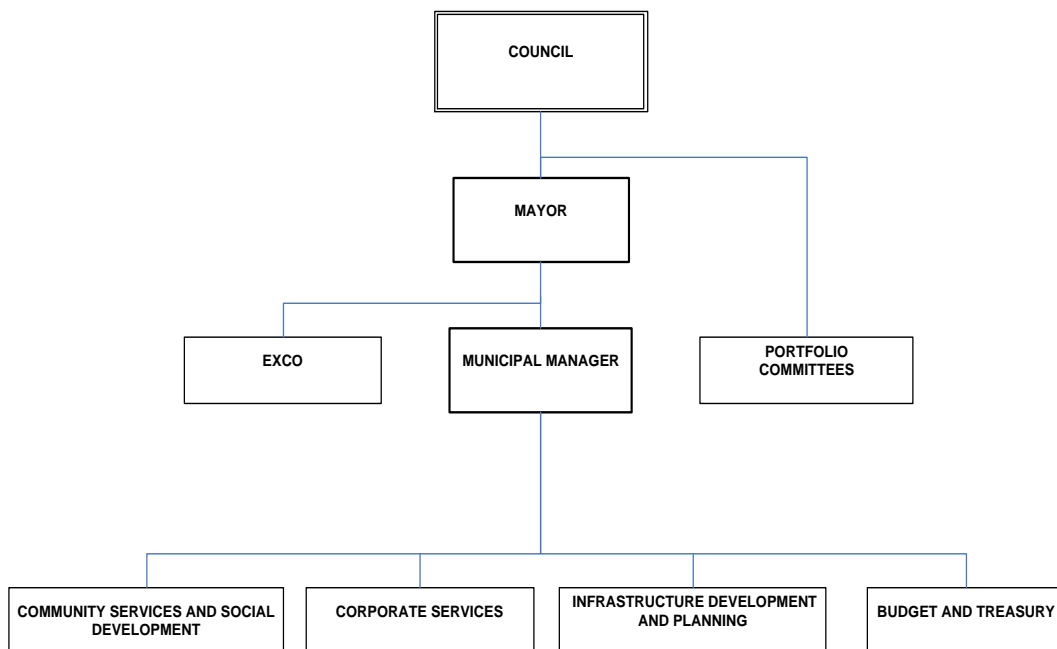 COUNCIL
MAYOR
EXCO
MUNICIPAL MANAGER
PORTFOLIO
COMMITTEES
COMMUNITY SERVICES AND SOCIAL
DEVELOPMENT
CORPORATE SERVICES
INFRASTRUCTURE DEVELOPMENT
AND PLANNING
BUDGET AND TREASURY